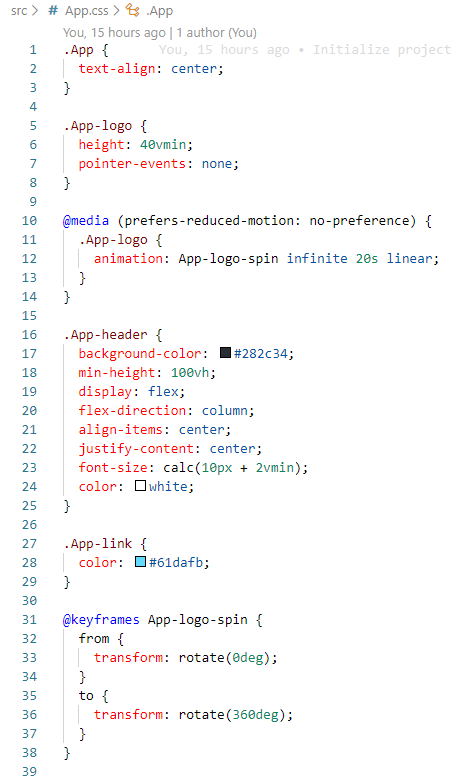 src > # App.css > .App
You, 15 hours ago | 1 author (You)
1 .App {    You, 15 hours ago • Initialize project
2   text-align: center;
3 }
4
5 .App-logo {
6   height: 40vmin;
7   pointer-events: none;
8 }
9
10 @media (prefers-reduced-motion: no-preference) {
11   .App-logo {
12     animation: App-logo-spin infinite 20s linear;
13   }
14 }
15
16 .App-header {
17   background-color: #282c34;
18   min-height: 100vh;
19   display: flex;
20   flex-direction: column;
21   align-items: center;
22   justify-content: center;
23   font-size: calc(10px + 2vmin);
24   color: white;
25 }
26
27 .App-link {
28   color: #61dafb;
29 }
30
31 @keyframes App-logo-spin {
32   from {
33     transform: rotate(0deg);
34   }
35   to {
36     transform: rotate(360deg);
37   }
38 }
39